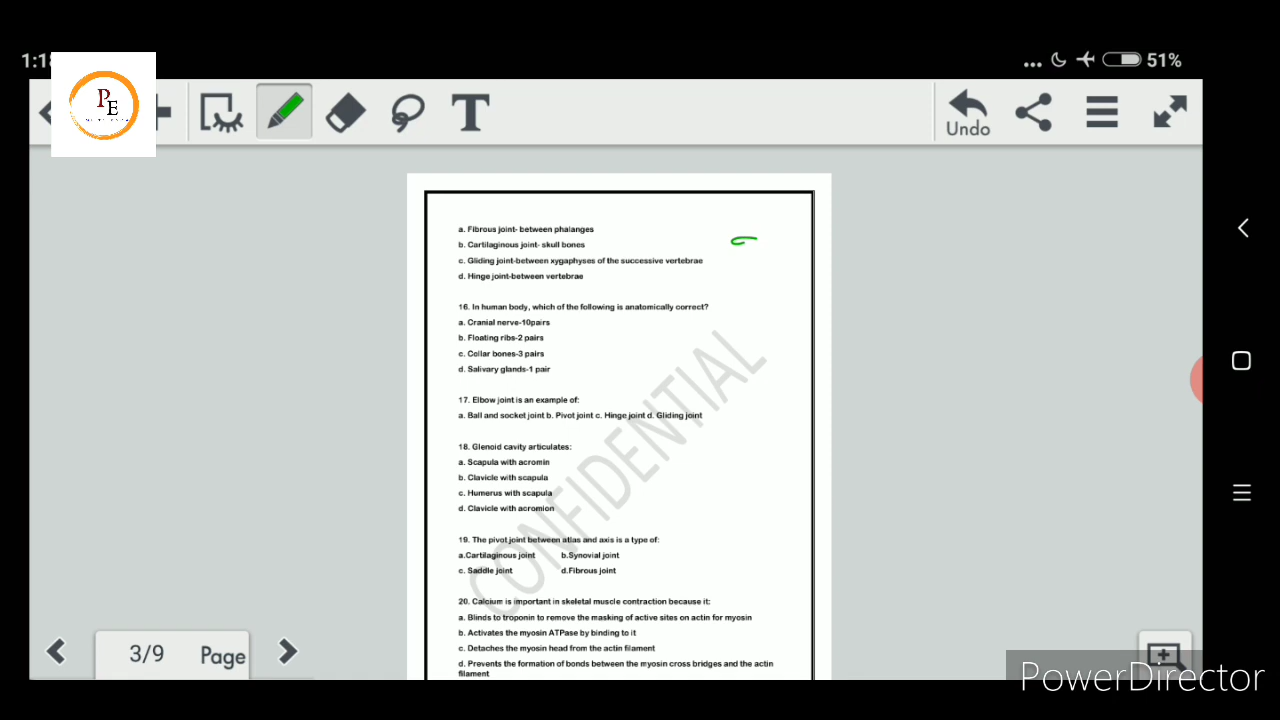 1:1
51%
PE
T
Undo
a. Fibrous joint- between phalanges
b. Cartilaginous joint- skull bones
c. Gliding joint-between xygaphyses of the successive vertebrae
d. Hinge joint-between vertebrae
16. In human body, which of the following is anatomically correct?
a. Cranial nerve-10pairs
b. Floating ribs-2 pairs
c. Collar bones-3 pairs
d. Salivary glands-1 pair
17. Elbow joint is an example of:
a. Ball and socket joint b. Pivot joint c. Hinge joint d. Gliding joint
18. Glenoid cavity articulates:
a. Scapula with acromin
b. Clavicle with scapula
c. Humerus with scapula
d. Clavicle with acromion
19. The pivot joint between atlas and axis is a type of:
a.Cartilaginous joint b.Synovial joint
c. Saddle joint d.Fibrous joint
20. Calcium is important in skeletal muscle contraction because it:
a. Blinds to troponin to remove the masking of active sites on actin for myosin
b. Activates the myosin ATPase by binding to it
c. Detaches the myosin head from the actin filament
d. Prevents the formation of bonds between the myosin cross bridges and the actin
filament
CONFIDENTIAL
3/9 Page
PowerDirector